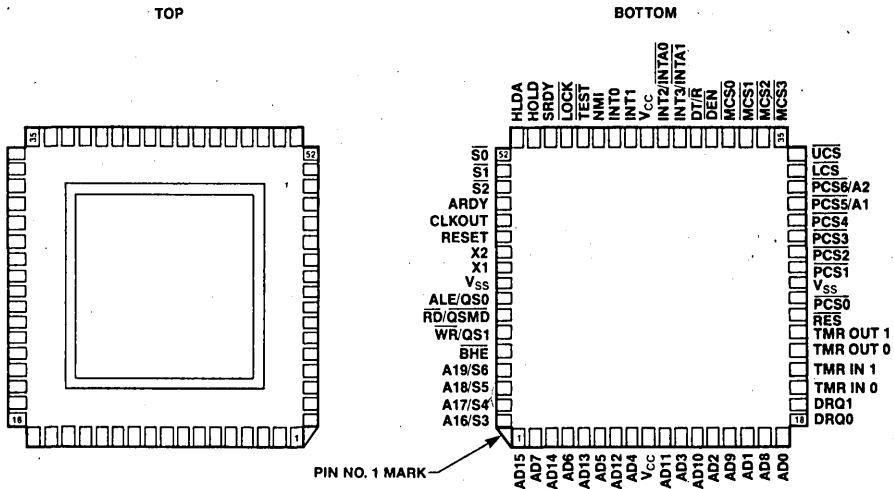 TOP
BOTTOM
HLDA
HOLD
SRDY
LOCK
TEST
NMI
INT0
INT1
VCC
INT2/INTA0
INT3/INTA1
DT/R
DEN
MCS0
MCS1
MCS2
MCS3
35
52
1
16
1
52
35
S0
S1
S2
ARDY
CLKOUT
RESET
X2
X1
VSS
ALE/QS0
RD/QSMD
WR/QS1
BHE
A19/S6
A18/S5
A17/S4
A16/S3
UCS
LCS
PCS6/A2
PCS5/A1
PCS4
PCS3
PCS2
PCS1
VSS
PCS0
RES
TMR OUT 1
TMR OUT 0
TMR IN 1
TMR IN 0
DRQ1
DRQ0
1
18
PIN NO. 1 MARK
AD15
AD7
AD14
AD6
AD13
AD5
AD12
AD4
VCC
AD11
AD3
AD10
AD2
AD9
AD1
AD8
AD0